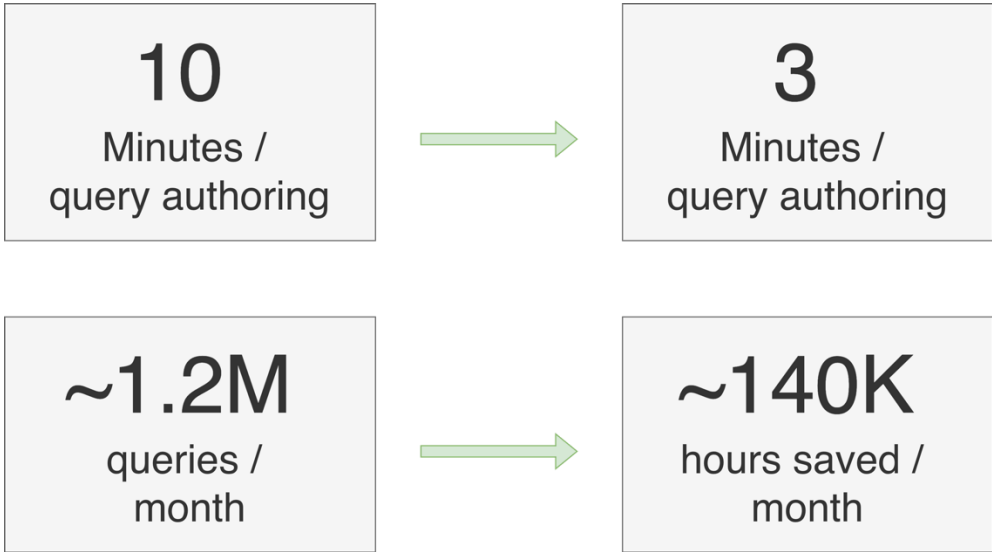 10
Minutes /
query authoring
3
Minutes /
query authoring
~1.2M
queries /
month
~140K
hours saved /
month